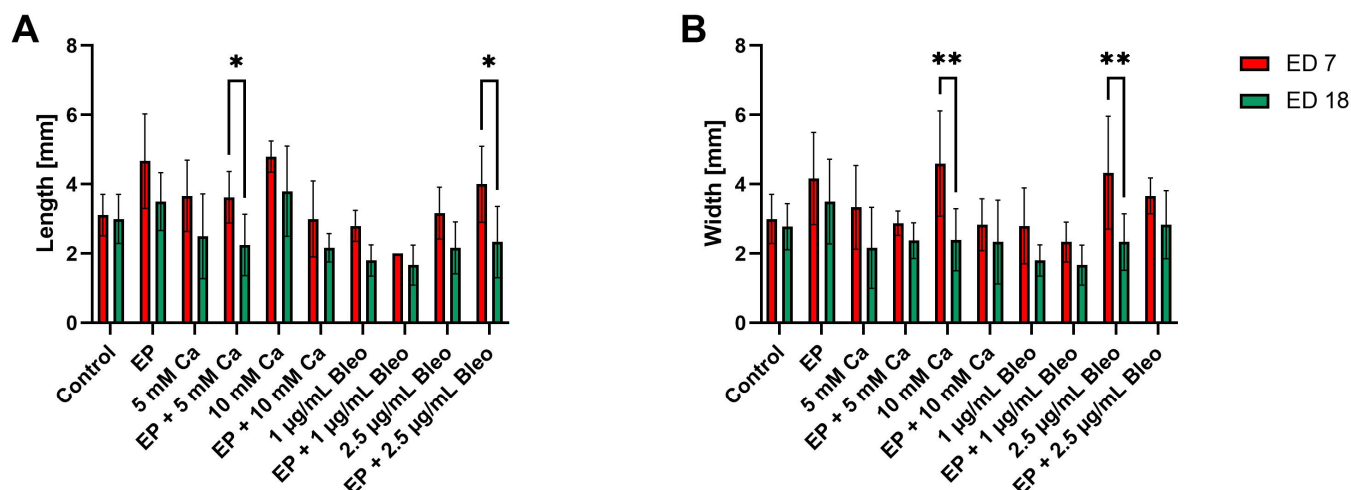 A
Length [mm]
8
6
4
2
0
*
*
Control
EP
5 mM Ca
EP + 5 mM Ca
10 mM Ca
EP + 10 mM Ca
1 µg/mL Bleo
EP + 1 µg/mL Bleo
2.5 µg/mL Bleo
EP + 2.5 µg/mL Bleo
B
Width [mm]
8
6
4
2
0
**
**
Control
EP
5 mM Ca
EP + 5 mM Ca
10 mM Ca
EP + 10 mM Ca
1 µg/mL Bleo
EP + 1 µg/mL Bleo
2.5 µg/mL Bleo
EP + 2.5 µg/mL Bleo
ED 7
ED 18